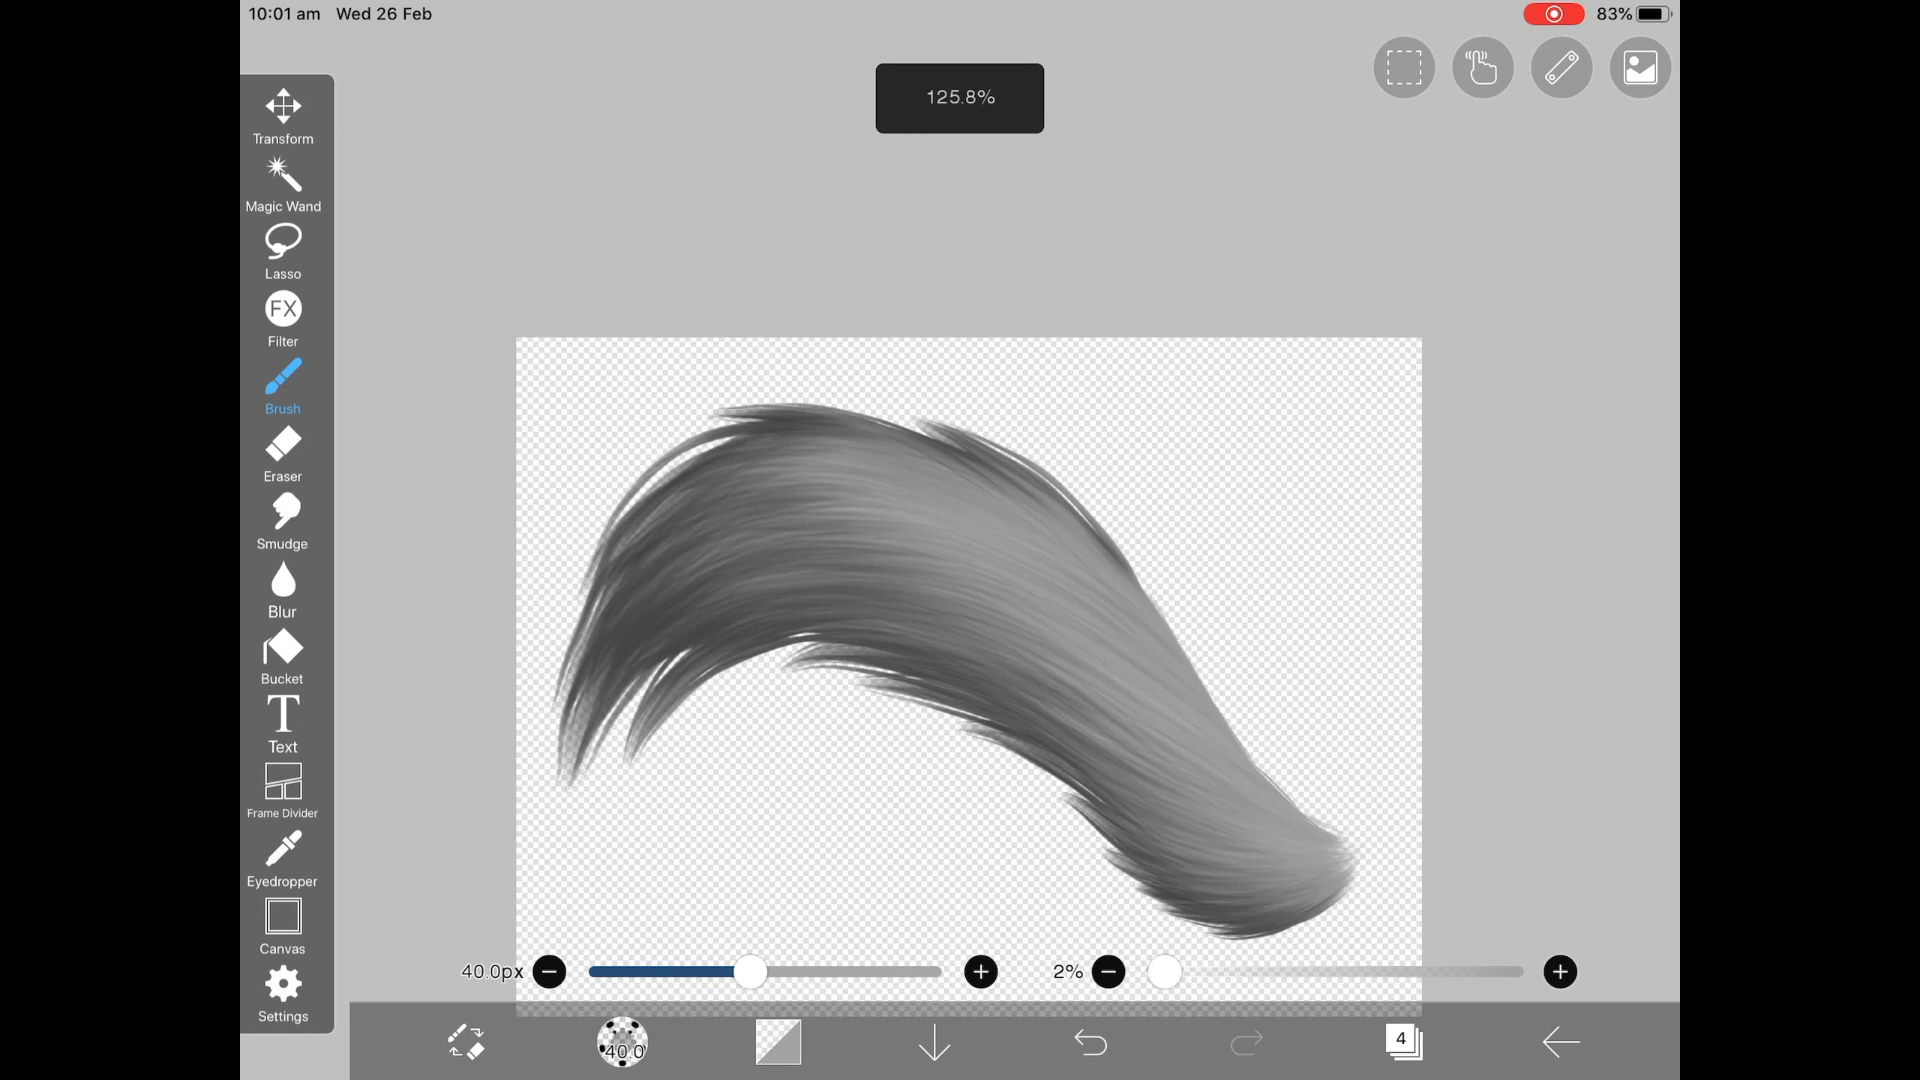 10:01 am Wed 26 Feb
83%
125.8%
Transform
Magic Wand
Lasso
FX
Filter
Brush
Eraser
Smudge
Blur
Bucket
T
Text
Frame Divider
Eyedropper
Canvas
Settings
40.0px
2%
40.0
4